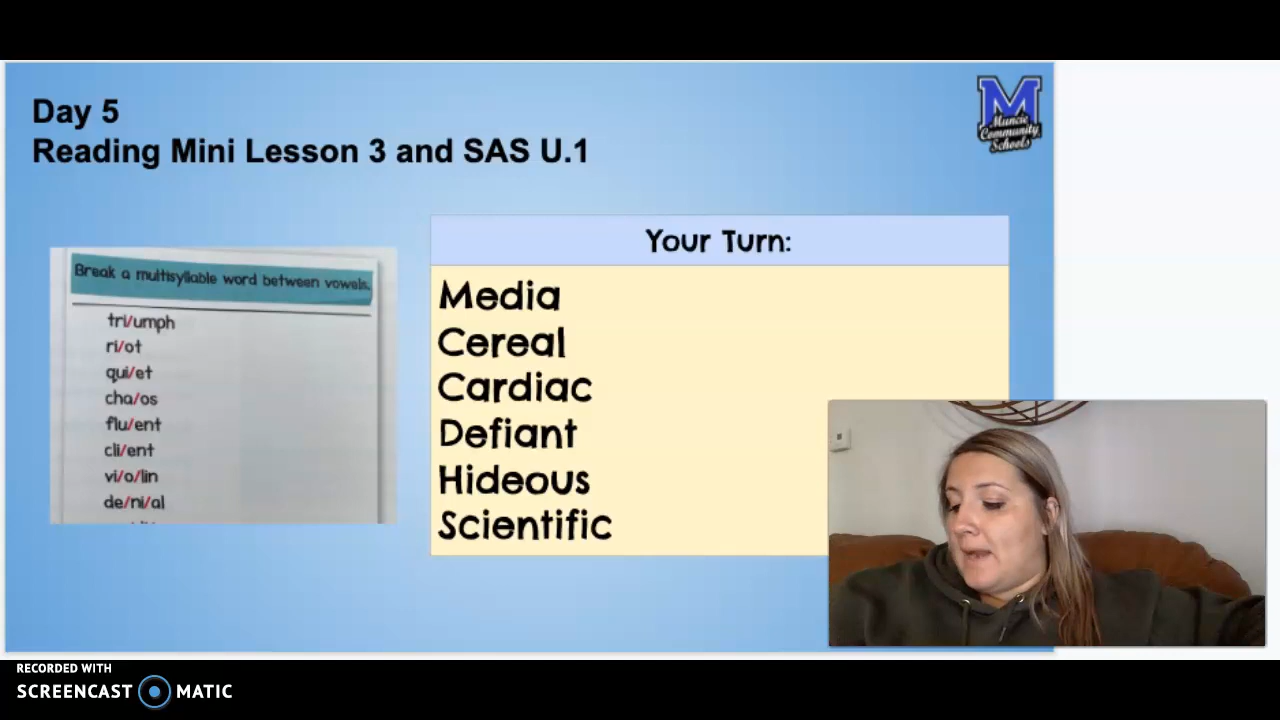 Day 5
Reading Mini Lesson 3 and SAS U.1
M
Muncie
Community
Schools
Break a multisyllable word between vowels.
tri/umph
ri/ot
qui/et
cha/os
flu/ent
cli/ent
vi/o/lin
de/ni/al
Your Turn:
Media
Cereal
Cardiac
Defiant
Hideous
Scientific
RECORDED WITH
SCREENCAST MATIC